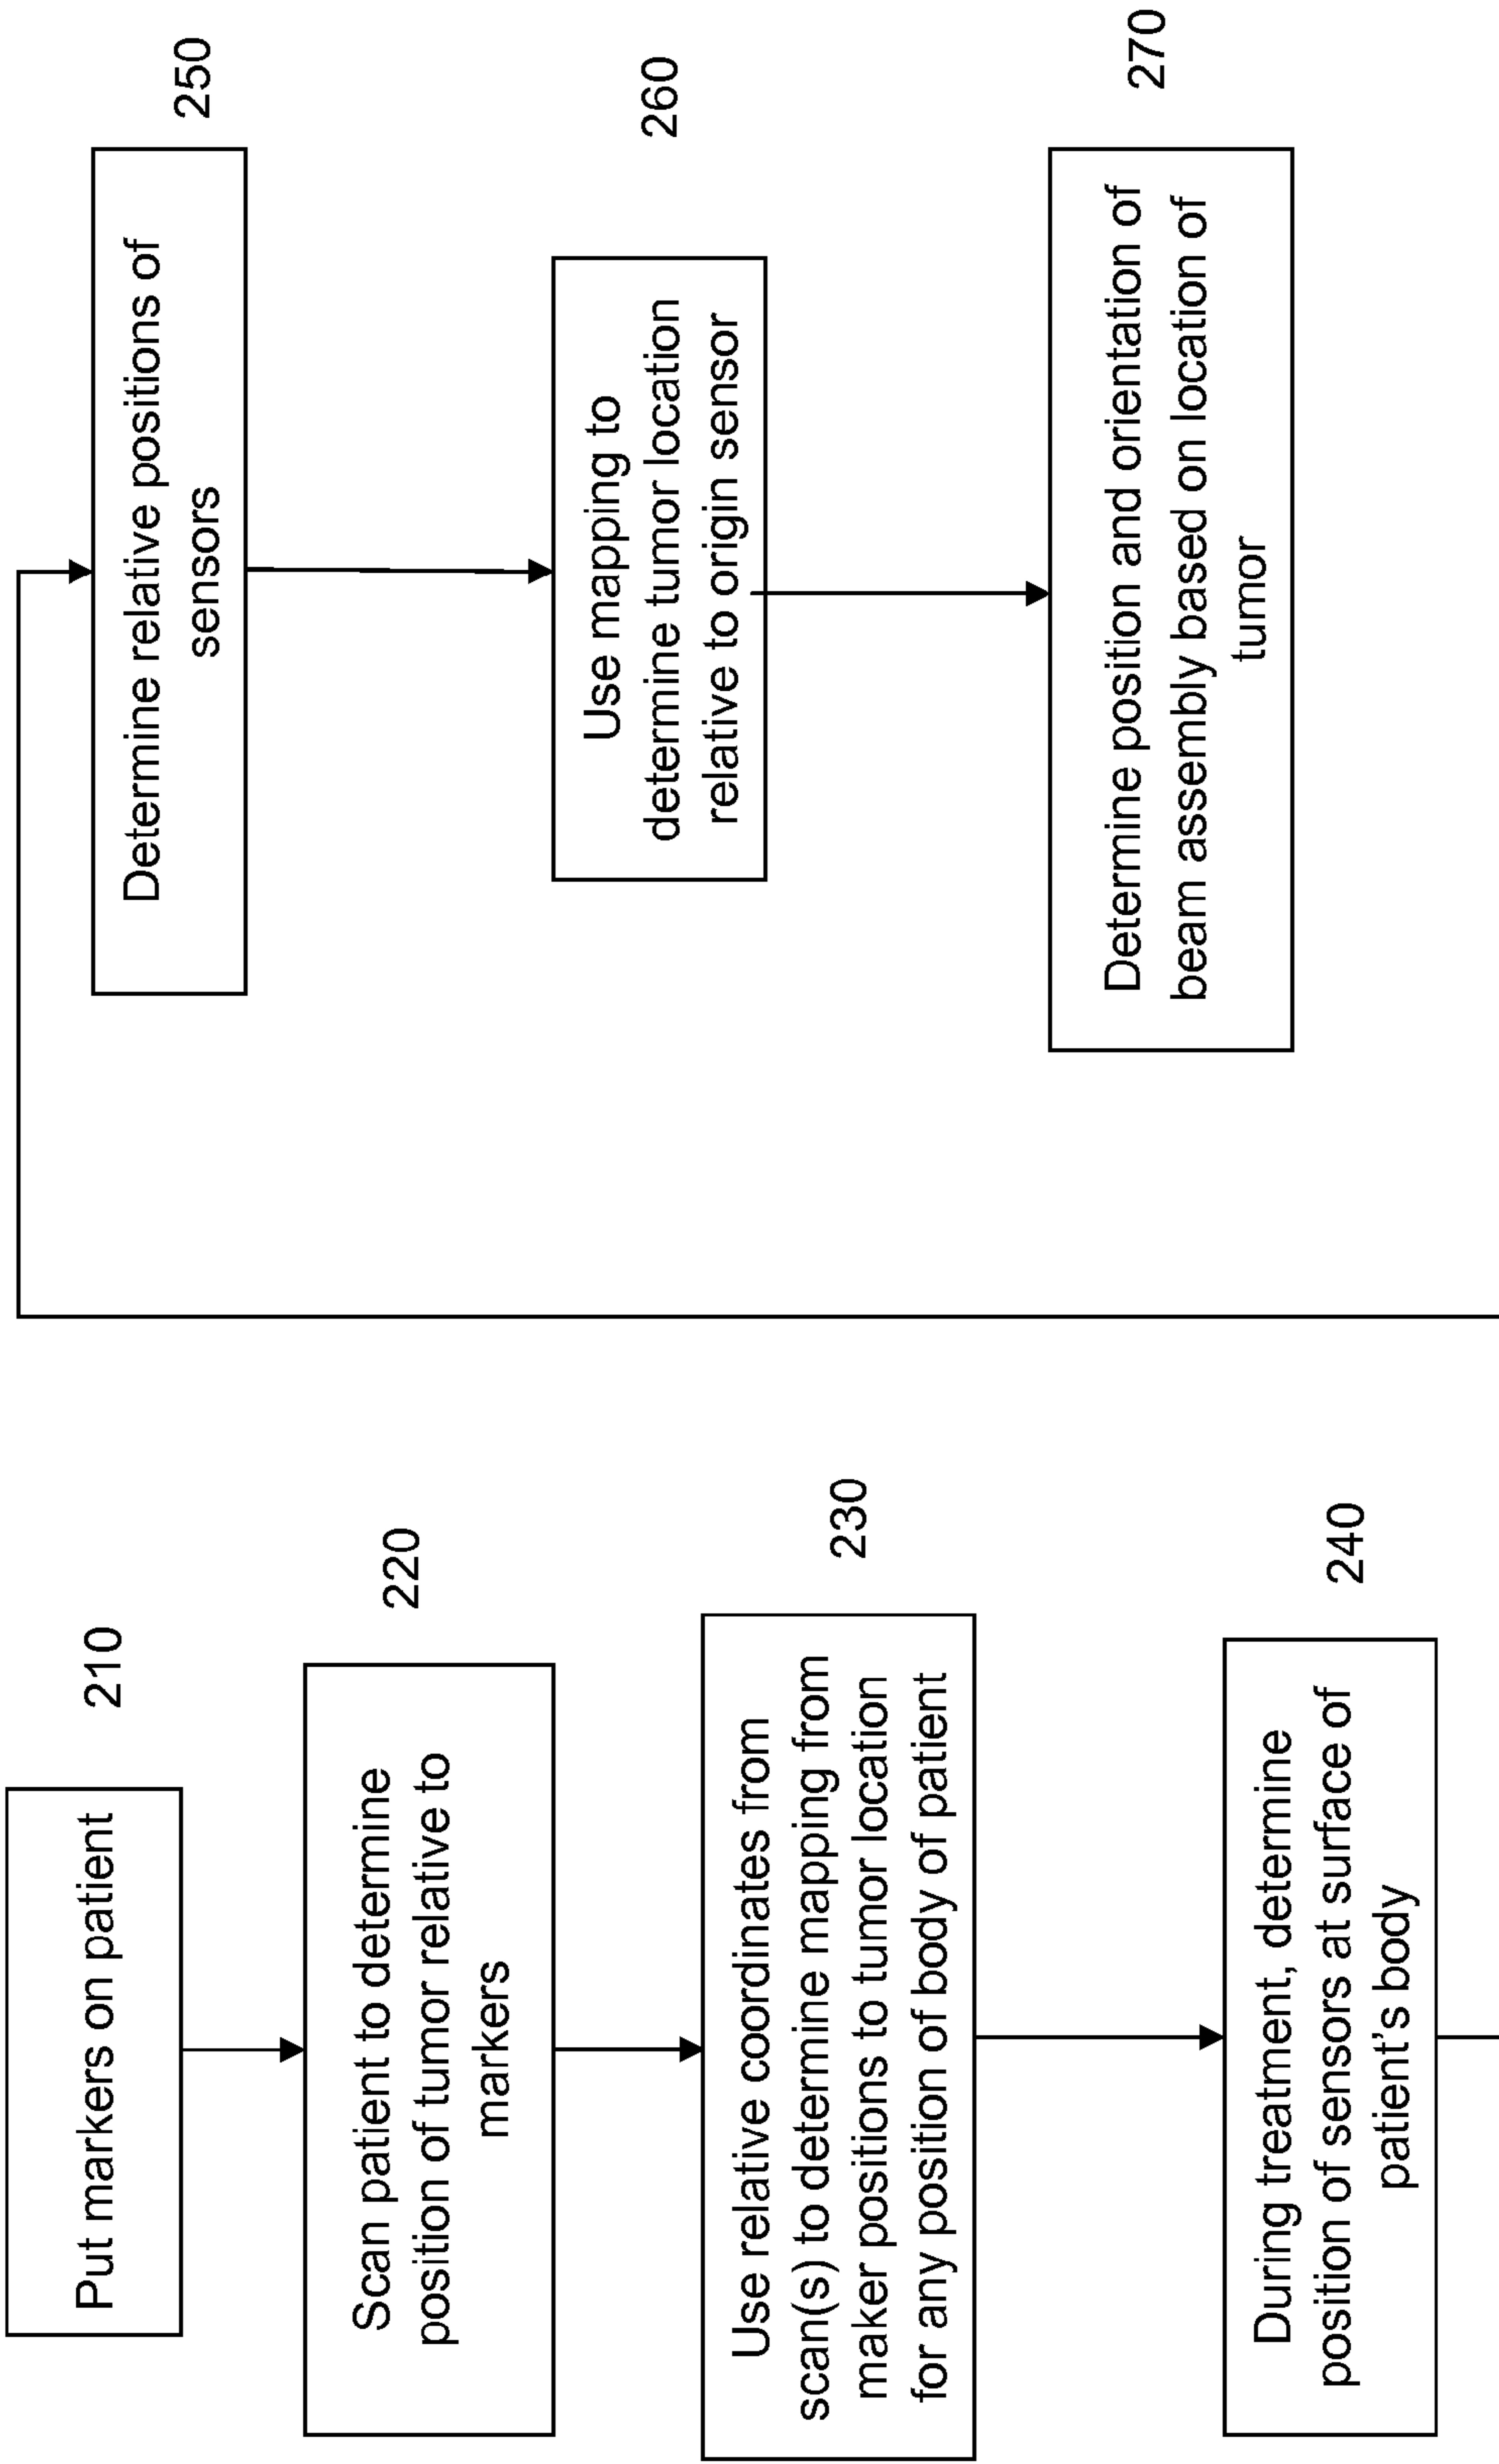 Put markers on patient
210
Scan patient to determine
position of tumor relative to
markers
220
Use relative coordinates from
scan(s) to determine mapping from
maker positions to tumor location
for any position of body of patient
230
During treatment, determine
position of sensors at surface of
patient's body
240
Determine relative positions of
sensors
250
Use mapping to
determine tumor location
relative to origin sensor
260
Determine position and orientation of
beam assembly based on location of
tumor
270